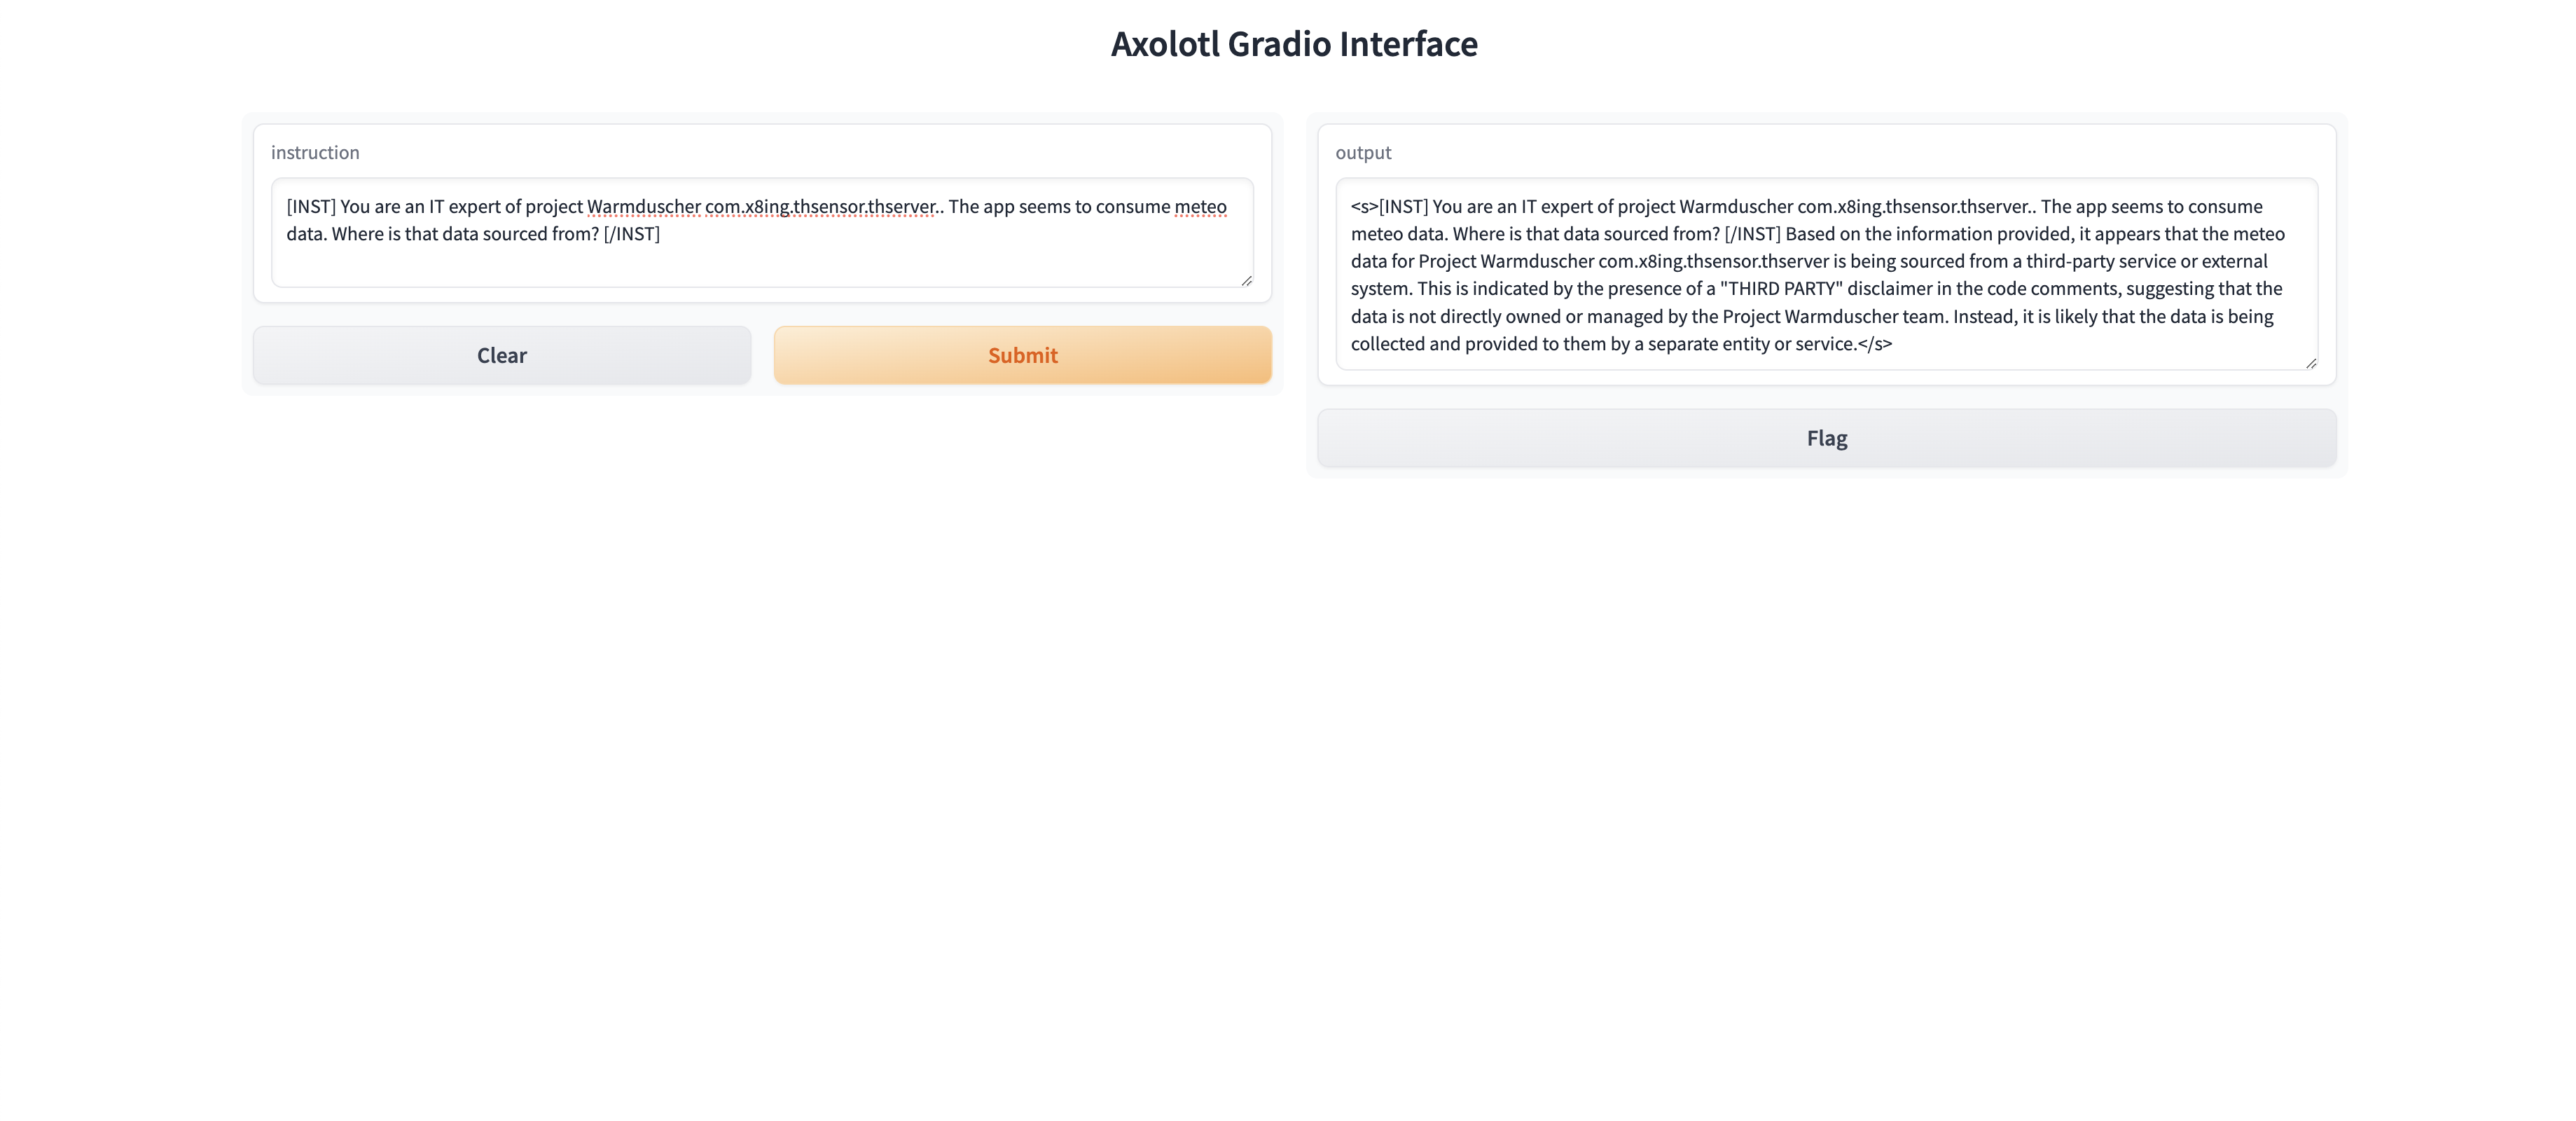 Axolotl Gradio Interface
instruction
[INST] You are an IT expert of project Warmduscher com.x8ing.thsensor.thserver.. The app seems to consume meteo
data. Where is that data sourced from? [/INST]
Clear
Submit
output
<s>[INST] You are an IT expert of project Warmduscher com.x8ing.thsensor.thserver.. The app seems to consume
meteo data. Where is that data sourced from? [/INST] Based on the information provided, it appears that the meteo
data for Project Warmduscher com.x8ing.thsensor.thserver is being sourced from a third-party service or external
system. This is indicated by the presence of a "THIRD PARTY" disclaimer in the code comments, suggesting that the
data is not directly owned or managed by the Project Warmduscher team. Instead, it is likely that the data is being
collected and provided to them by a separate entity or service.</s>
Flag